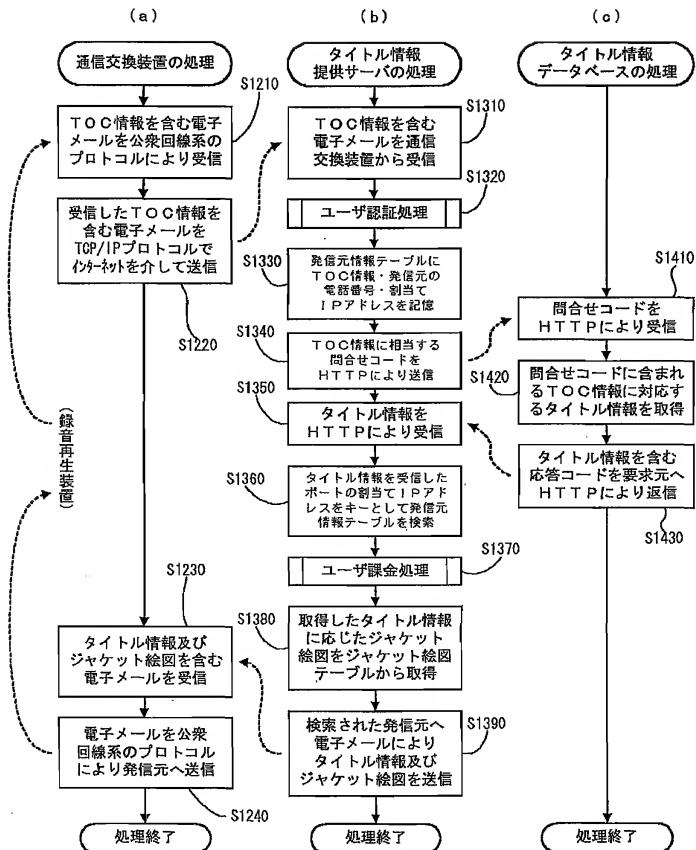 (a)
通信交換装置の処理
S1210
TOC情報を含む電子
メールを公衆回線系の
プロトコルにより受信
受信したTOC情報を
含む電子メールを
TCP/IPプロトコルで
インターネットを介して送信
S1220
(録音再生装置)
S1230
タイトル情報及び
ジャケット絵図を含む
電子メールを受信
電子メールを公衆
回線系のプロトコル
により発信元へ送信
S1240
処理終了
(b)
タイトル情報
提供サーバの処理
S1310
TOC情報を含む
電子メールを通信
交換装置から受信
S1320
ユーザ認証処理
S1330
発信元情報テーブルに
TOC情報・発信元の
電話番号・割当て
IPアドレスを記憶
S1340
TOC情報に相当する
問合せコードを
HTTPにより送信
S1350
タイトル情報を
HTTPにより受信
S1360
タイトル情報を受信した
ポートの割当てIPアド
レスをキーとして発信元
情報テーブルを検索
S1370
ユーザ課金処理
S1380
取得したタイトル情報
に応じたジャケット
絵図をジャケット絵図
テーブルから取得
S1390
検索された発信元へ
電子メールにより
タイトル情報及び
ジャケット絵図を送信
処理終了
(c)
タイトル情報
データベースの処理
S1410
問合せコードを
HTTPにより受信
S1420
問合せコードに含まれ
るTOC情報に対応す
るタイトル情報を取得
タイトル情報を含む
応答コードを要求元へ
HTTPにより返信
S1430
処理終了